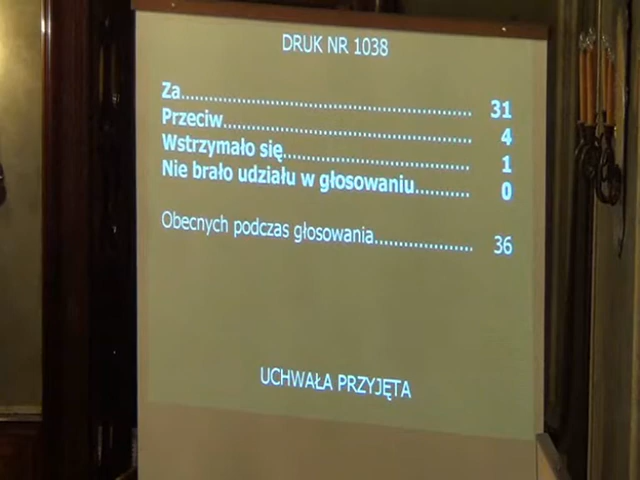 DRUK NR 1038
Za.................................................... 31
Przeciw............................................ 4
Wstrzymało się................................. 1
Nie brało udziału w głosowaniu.......... 0
Obecnych podczas głosowania.................. 36
UCHWAŁA PRZYJĘTA